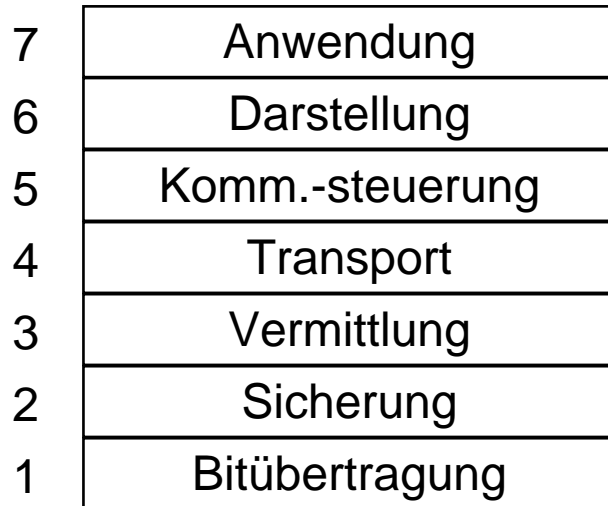 7 Anwendung
6 Darstellung
5 Komm.-steuerung
4 Transport
3 Vermittlung
2 Sicherung
1 Bitübertragung